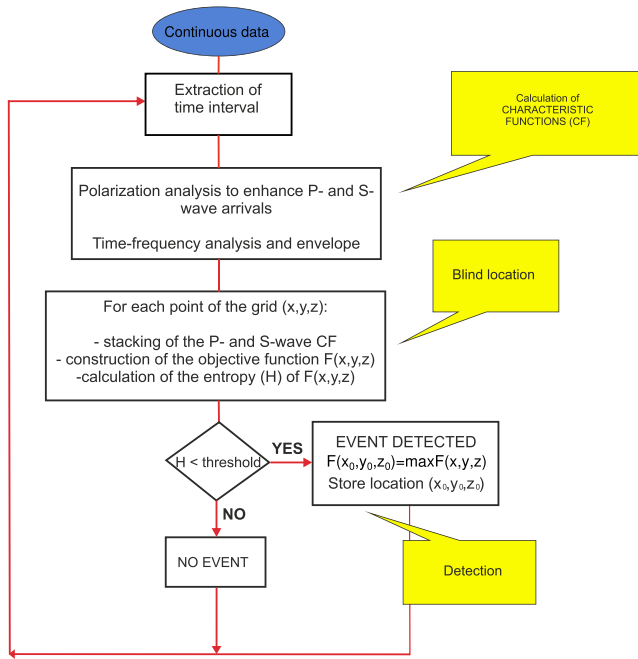 Continuous data
Extraction of
time interval
Calculation of
CHARACTERISTIC
FUNCTIONS (CF)
Polarization analysis to enhance P- and S-
wave arrivals
Time-frequency analysis and envelope
Blind location
For each point of the grid (x,y,z):
- stacking of the P- and S-wave CF
- construction of the objective function F(x,y,z)
-calculation of the entropy (H) of F(x,y,z)
H < threshold
YES
EVENT DETECTED
F(x₀,y₀,z₀)=maxF(x,y,z)
Store location (x₀,y₀,z₀)
NO
NO EVENT
Detection